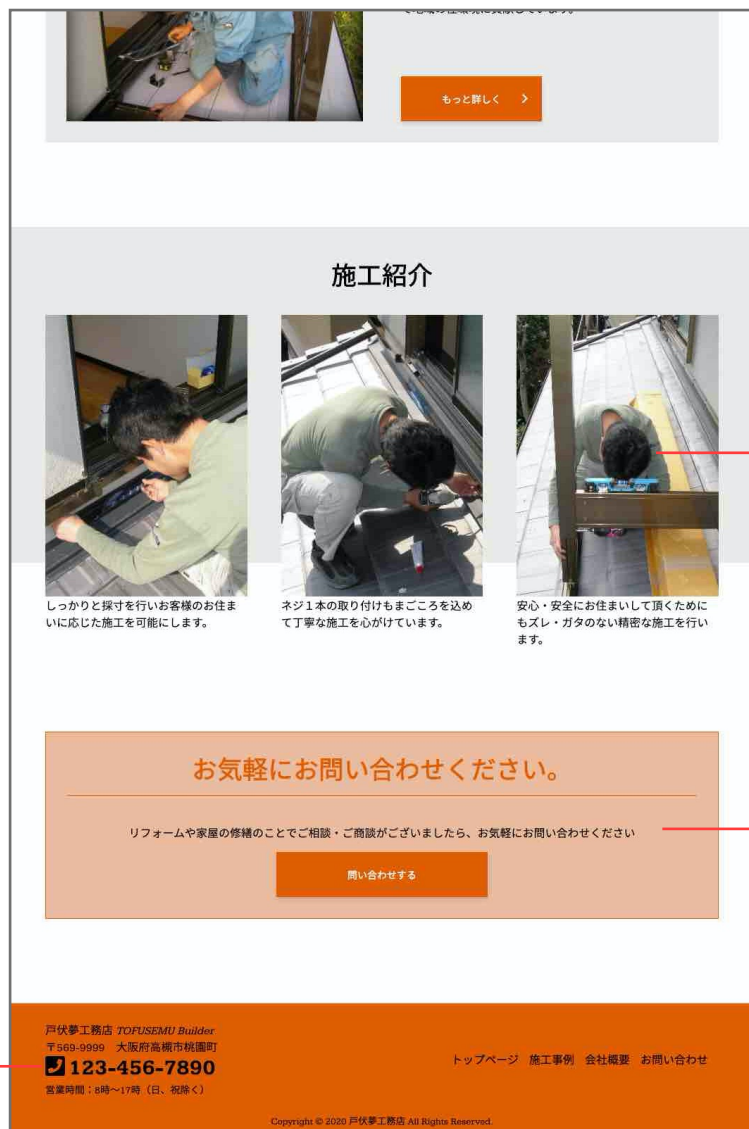 もっと詳しく
施工紹介
しっかりと採寸を行いお客様のお住ま
いに応じた施工を可能にします。
ネジ１本の取り付けもまごころを込め
て丁寧な施工を心がけています。
安心・安全にお住まいして頂くために
もズレ・ガタのない精密な施工を行い
ます。
お気軽にお問い合わせください。
リフォームや家屋の修繕のことでご相談・ご商談がございましたら、お気軽にお問い合わせください
問い合わせする
戸伏夢工務店 TOFUSEMU Builder
〒569-9999　大阪府高槻市桃園町
123-456-7890
営業時間：8時〜17時（日、祝除く）
トップページ　施工事例　会社概要　お問い合わせ
Copyright © 2020 戸伏夢工務店 All Rights Reserved.